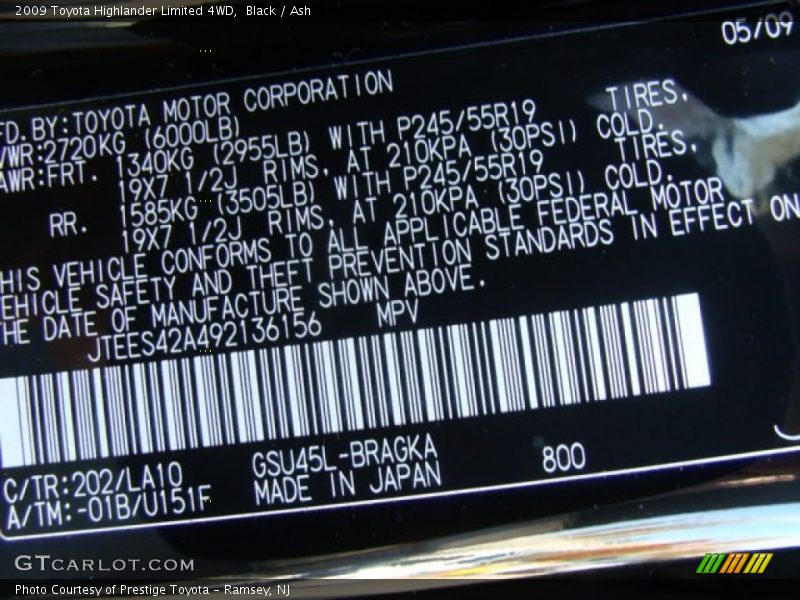 2009 Toyota Highlander Limited 4WD, Black / Ash
05/09
FD.BY:TOYOTA MOTOR CORPORATION
VWR:2720KG (6000LB)
AWR:FRT. 1340KG (2955LB) WITH P245/55R19 TIRES,
19X7 1/2J RIMS, AT 210KPA (30PSI) COLD.
RR. 1585KG (3505LB) WITH P245/55R19 TIRES,
19X7 1/2J RIMS, AT 210KPA (30PSI) COLD.
HIS VEHICLE CONFORMS TO ALL APPLICABLE FEDERAL MOTOR
EHICLE SAFETY AND THEFT PREVENTION STANDARDS IN EFFECT ON
THE DATE OF MANUFACTURE SHOWN ABOVE.
JTEES42A492136156 MPV
C/TR:202/LA10 GSU45L-BRAGKA 800
A/TM:-01B/U151F MADE IN JAPAN
GTCARLOT.COM
Photo Courtesy of Prestige Toyota - Ramsey, NJ